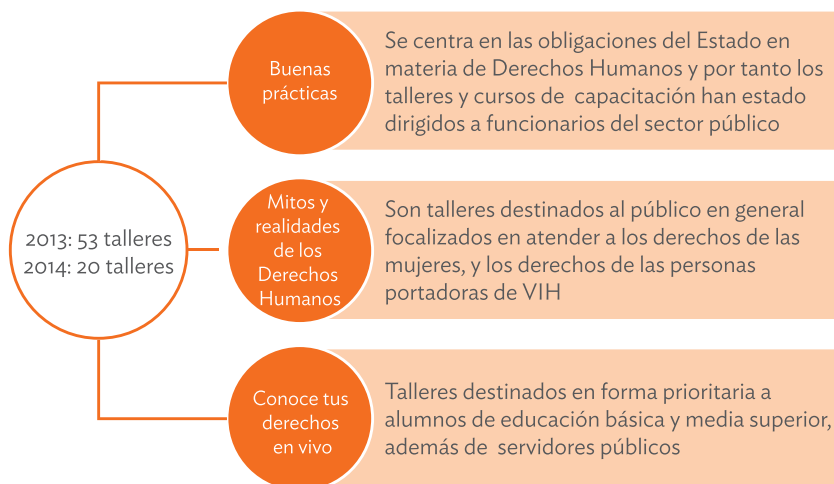 2013: 53 talleres
2014: 20 talleres
Buenas
prácticas
Se centra en las obligaciones del Estado en
materia de Derechos Humanos y por tanto los
talleres y cursos de capacitación han estado
dirigidos a funcionarios del sector público
Mitos y
realidades
de los
Derechos
Humanos
Son talleres destinados al público en general
focalizados en atender a los derechos de las
mujeres, y los derechos de las personas
portadoras de VIH
Conoce tus
derechos
en vivo
Talleres destinados en forma prioritaria a
alumnos de educación básica y media superior,
además de servidores públicos